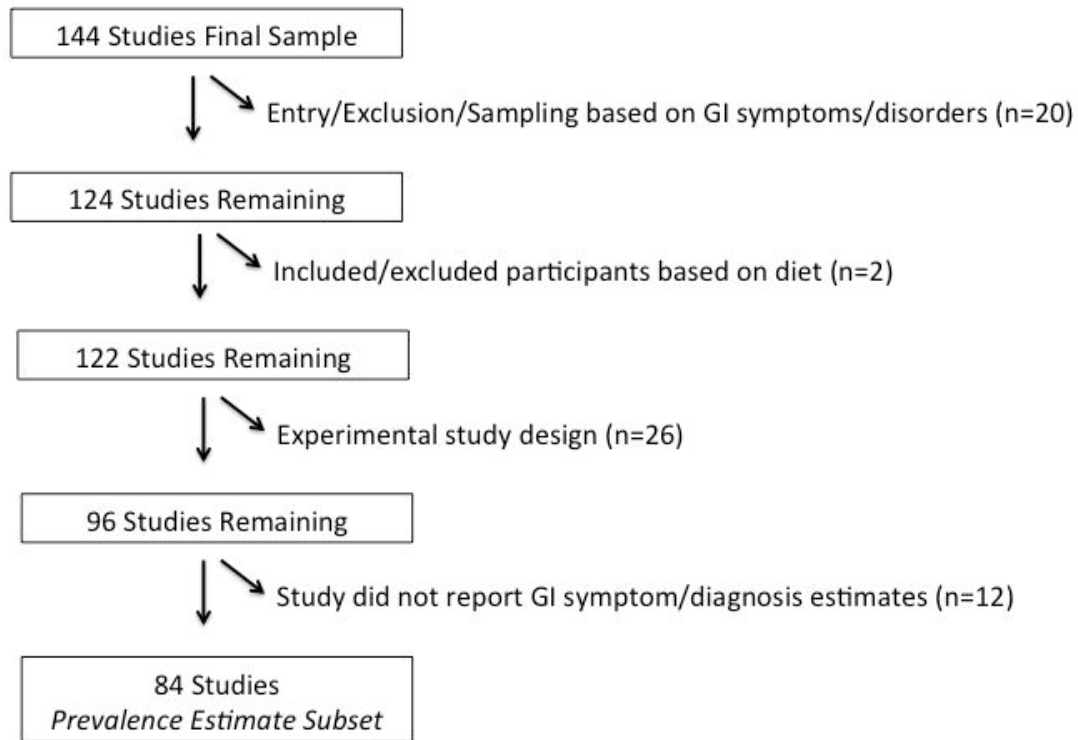 144 Studies Final Sample
Entry/Exclusion/Sampling based on GI symptoms/disorders (n=20)
124 Studies Remaining
Included/excluded participants based on diet (n=2)
122 Studies Remaining
Experimental study design (n=26)
96 Studies Remaining
Study did not report GI symptom/diagnosis estimates (n=12)
84 Studies
Prevalence Estimate Subset